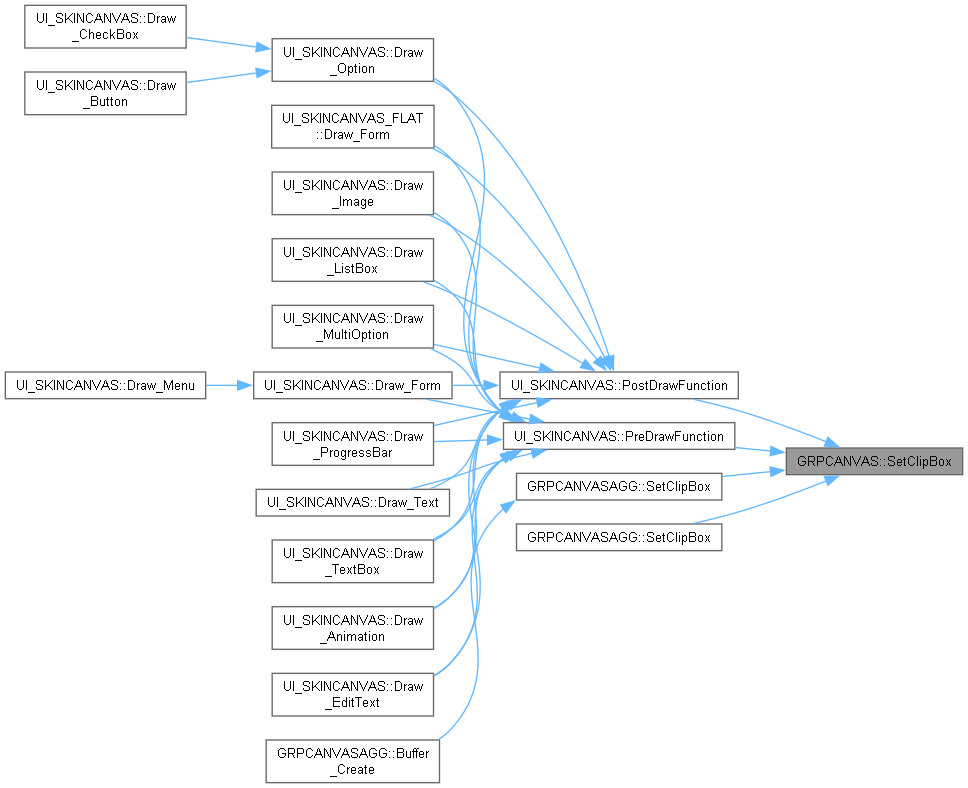 UI_SKINCANVAS::Draw
_CheckBox
UI_SKINCANVAS::Draw
_Button
UI_SKINCANVAS::Draw
_Option
UI_SKINCANVAS_FLAT
::Draw_Form
UI_SKINCANVAS::Draw
_Image
UI_SKINCANVAS::Draw
_ListBox
UI_SKINCANVAS::Draw
_MultiOption
UI_SKINCANVAS::Draw_Menu
UI_SKINCANVAS::Draw_Form
UI_SKINCANVAS::PostDrawFunction
UI_SKINCANVAS::Draw
_ProgressBar
UI_SKINCANVAS::PreDrawFunction
GRPCANVAS::SetClipBox
GRPCANVASAGG::SetClipBox
UI_SKINCANVAS::Draw_Text
GRPCANVASAGG::SetClipBox
UI_SKINCANVAS::Draw
_TextBox
UI_SKINCANVAS::Draw
_Animation
UI_SKINCANVAS::Draw
_EditText
GRPCANVASAGG::Buffer
_Create